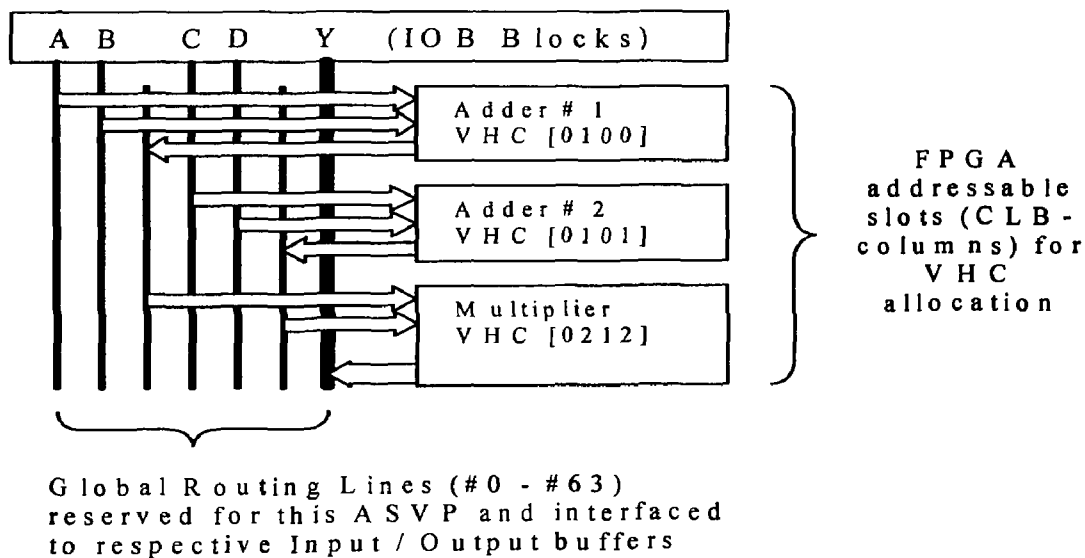 A B C D Y (IOB Blocks)
Adder #1
VHC [0100]
Adder #2
VHC [0101]
Multiplier
VHC [0212]
FPGA
addressable
slots (CLB-
columns) for
VHC
allocation
Global Routing Lines (#0 - #63)
reserved for this ASVP and interfaced
to respective Input / Output buffers